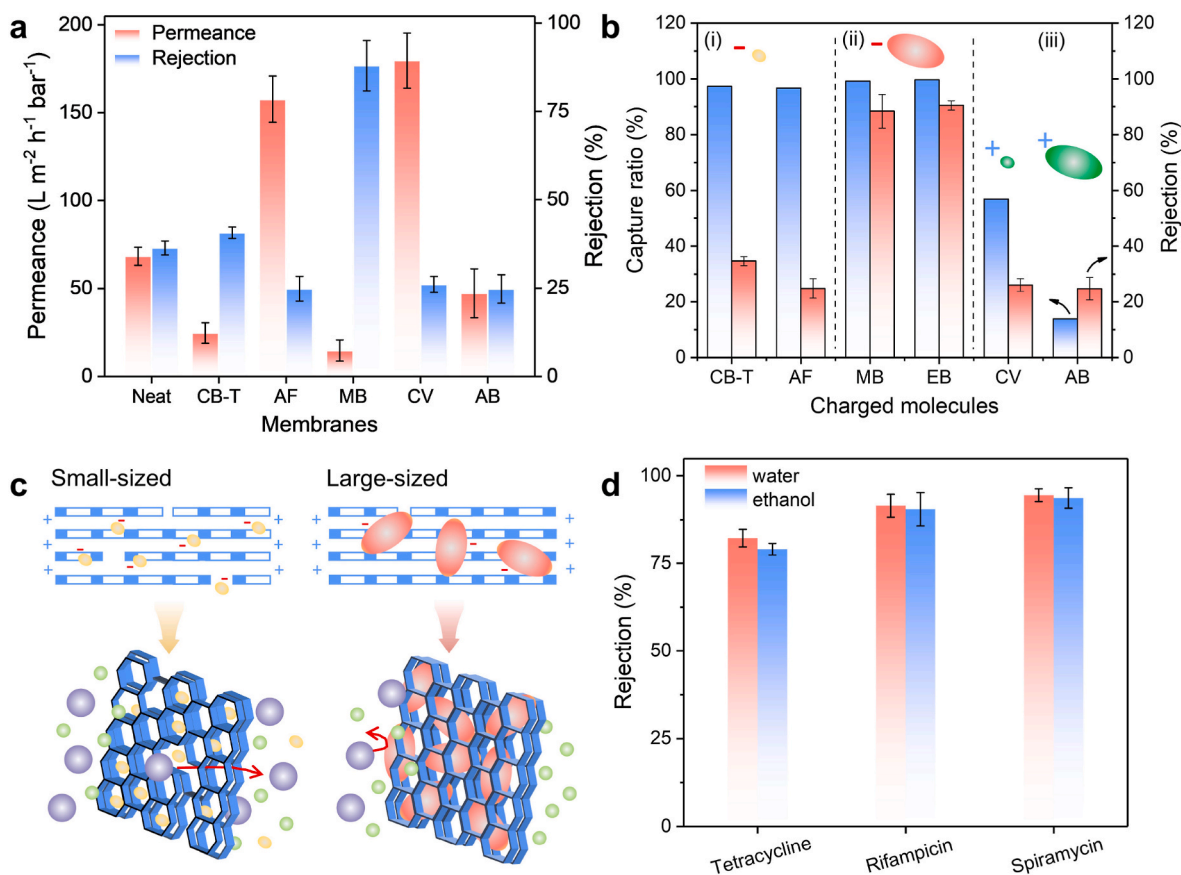 a
Permeance
Rejection
200
150
100
50
0
Permeance (L m⁻² h⁻¹ bar⁻¹)
100
75
50
25
0
Rejection (%)
Neat CB-T AF MB CV AB
Membranes
b
(i) (ii) (iii)
120
100
80
60
40
20
0
Capture ratio (%)
120
100
80
60
40
20
0
Rejection (%)
CB-T AF MB EB CV AB
Charged molecules
c
Small-sized
Large-sized
d
water
ethanol
100
75
50
25
0
Rejection (%)
Tetracycline Rifampicin Spiramycin